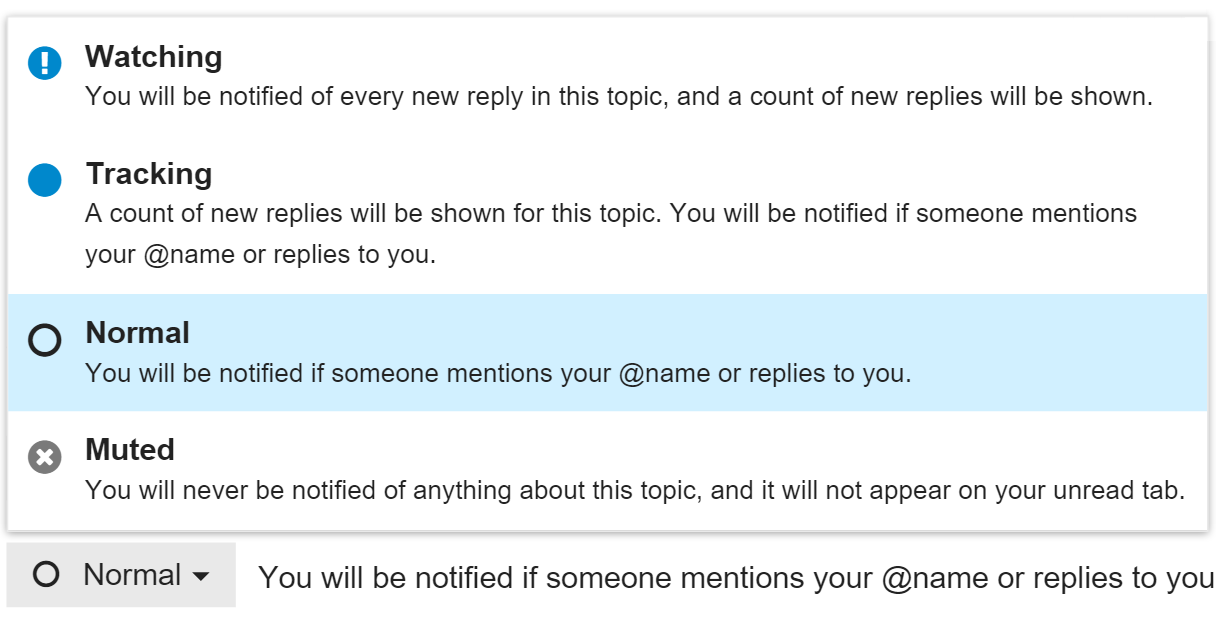 Watching
You will be notified of every new reply in this topic, and a count of new replies will be shown.
Tracking
A count of new replies will be shown for this topic. You will be notified if someone mentions
your @name or replies to you.
Normal
You will be notified if someone mentions your @name or replies to you.
Muted
You will never be notified of anything about this topic, and it will not appear on your unread tab.
Normal You will be notified if someone mentions your @name or replies to you